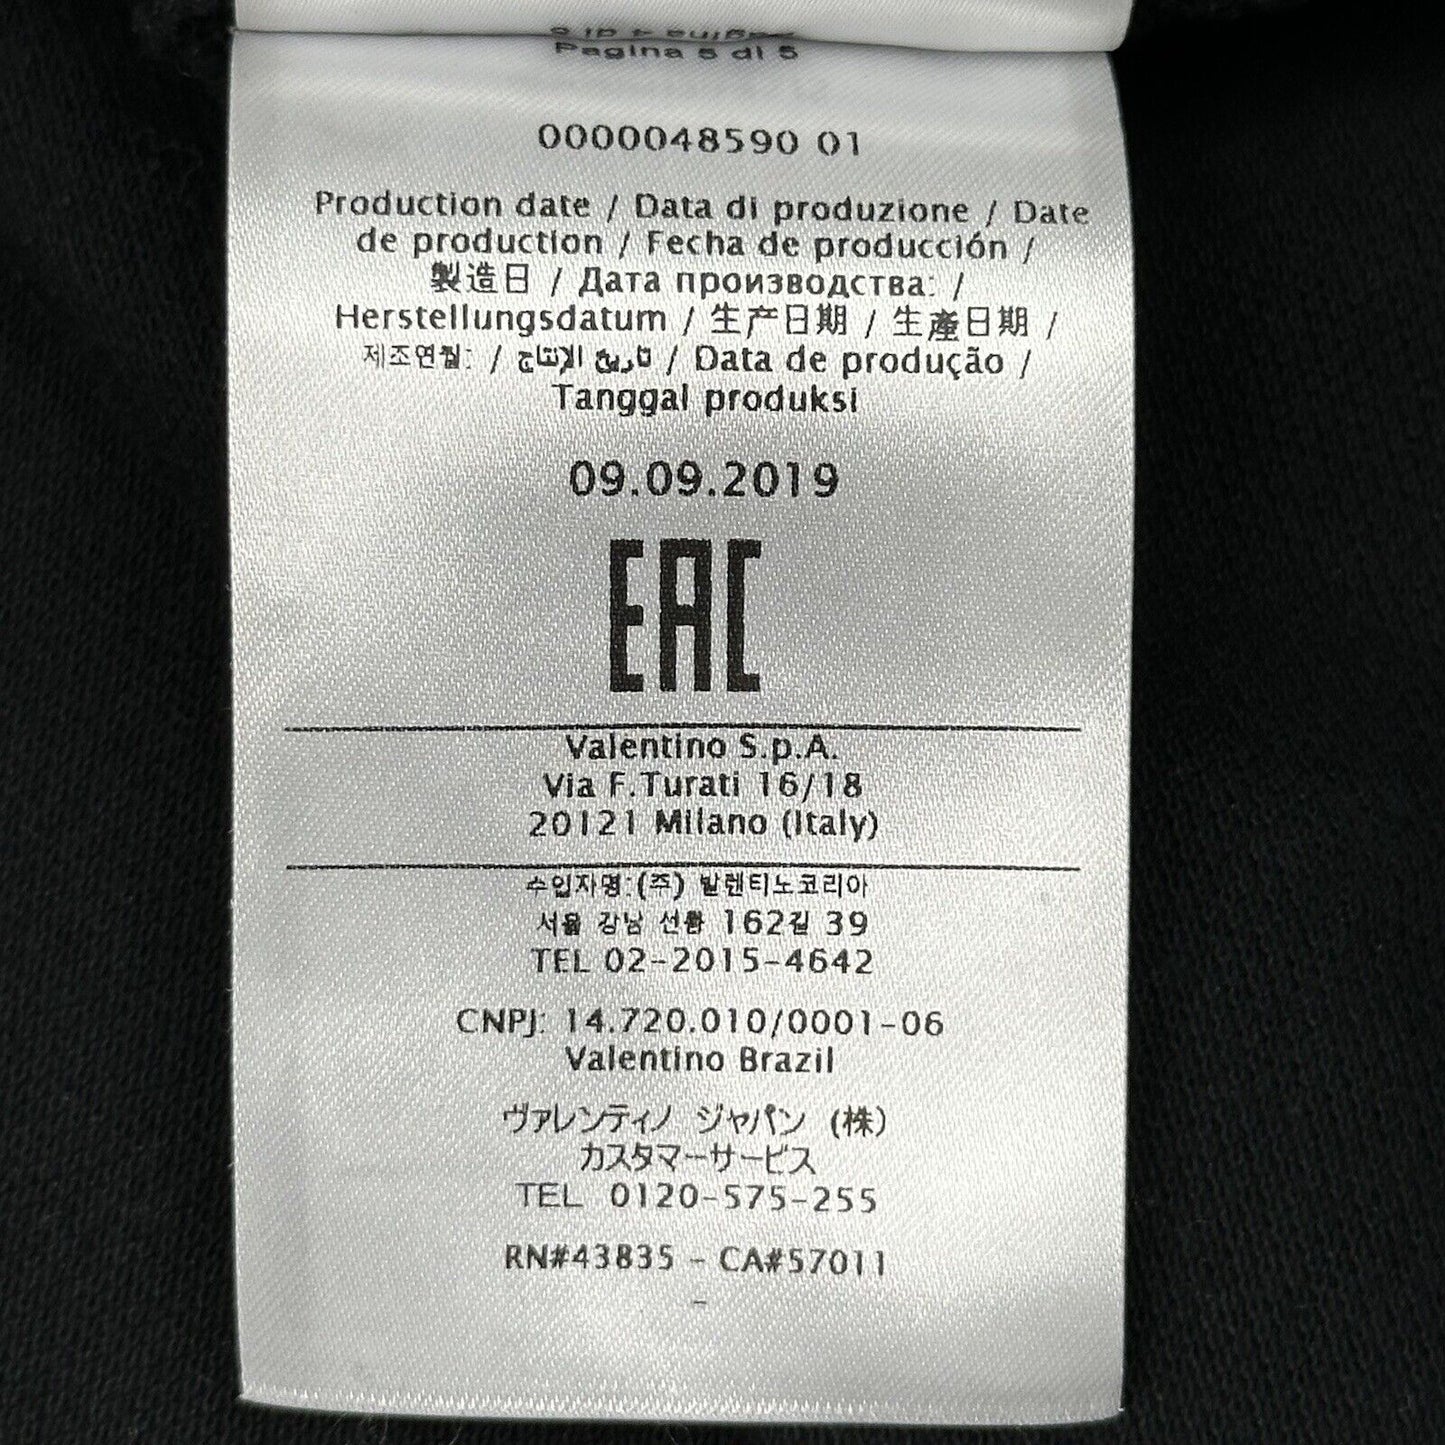 Pagina 5 di 5
0000048590 01
Production date / Data di produzione / Date
de production / Fecha de producción /
製造日 / Дата производства: /
Herstellungsdatum / 生产日期 / 生產日期 /
제조연월: / تاريخ الإنتاج / Data de produção /
Tanggal produksi
09.09.2019
EAC
Valentino S.p.A.
Via F.Turati 16/18
20121 Milano (Italy)
수입자명:(주) 발렌티노코리아
서울 강남 선릉 162길 39
TEL 02-2015-4642
CNPJ: 14.720.010/0001-06
Valentino Brazil
ヴァレンティノ ジャパン (株)
カスタマーサービス
TEL 0120-575-255
RN#43835 - CA#57011
-